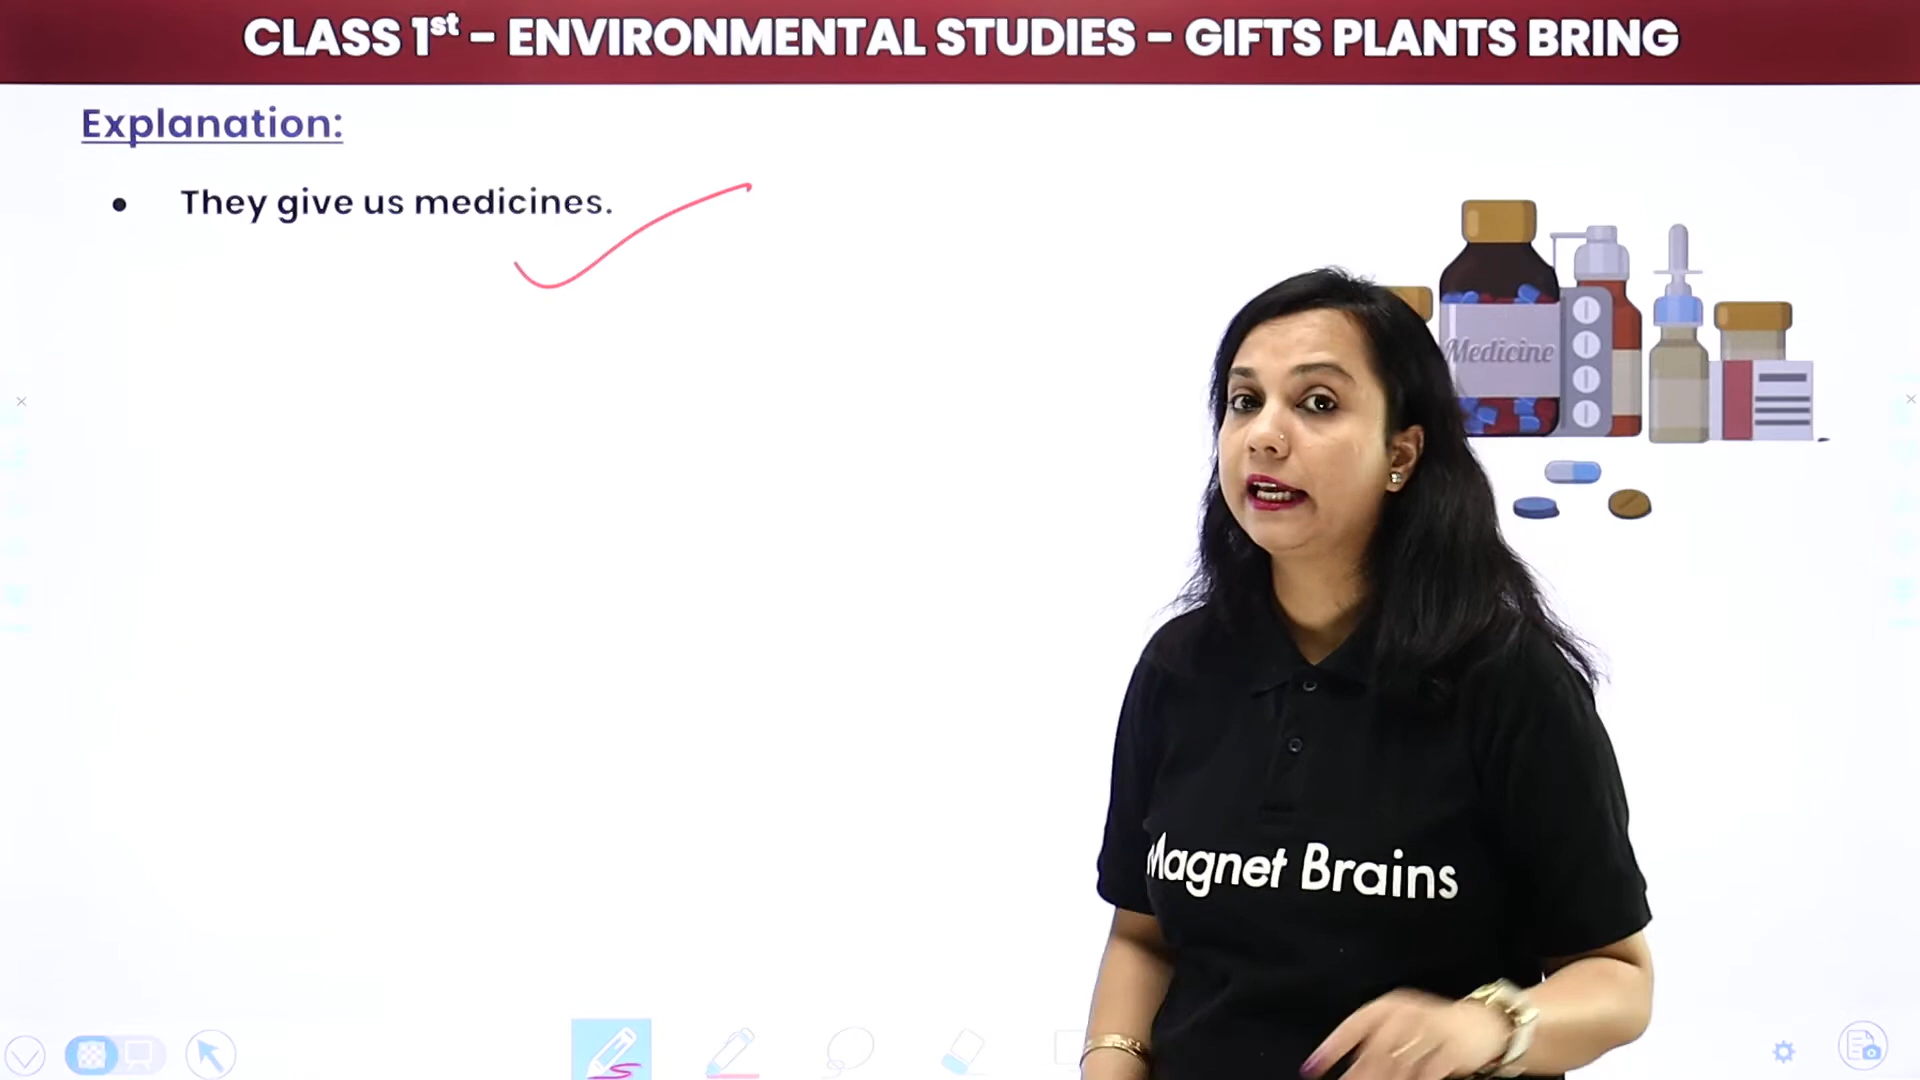 CLASS 1st - ENVIRONMENTAL STUDIES - GIFTS PLANTS BRING
Explanation:
• They give us medicines.
Medicine
Magnet Brains